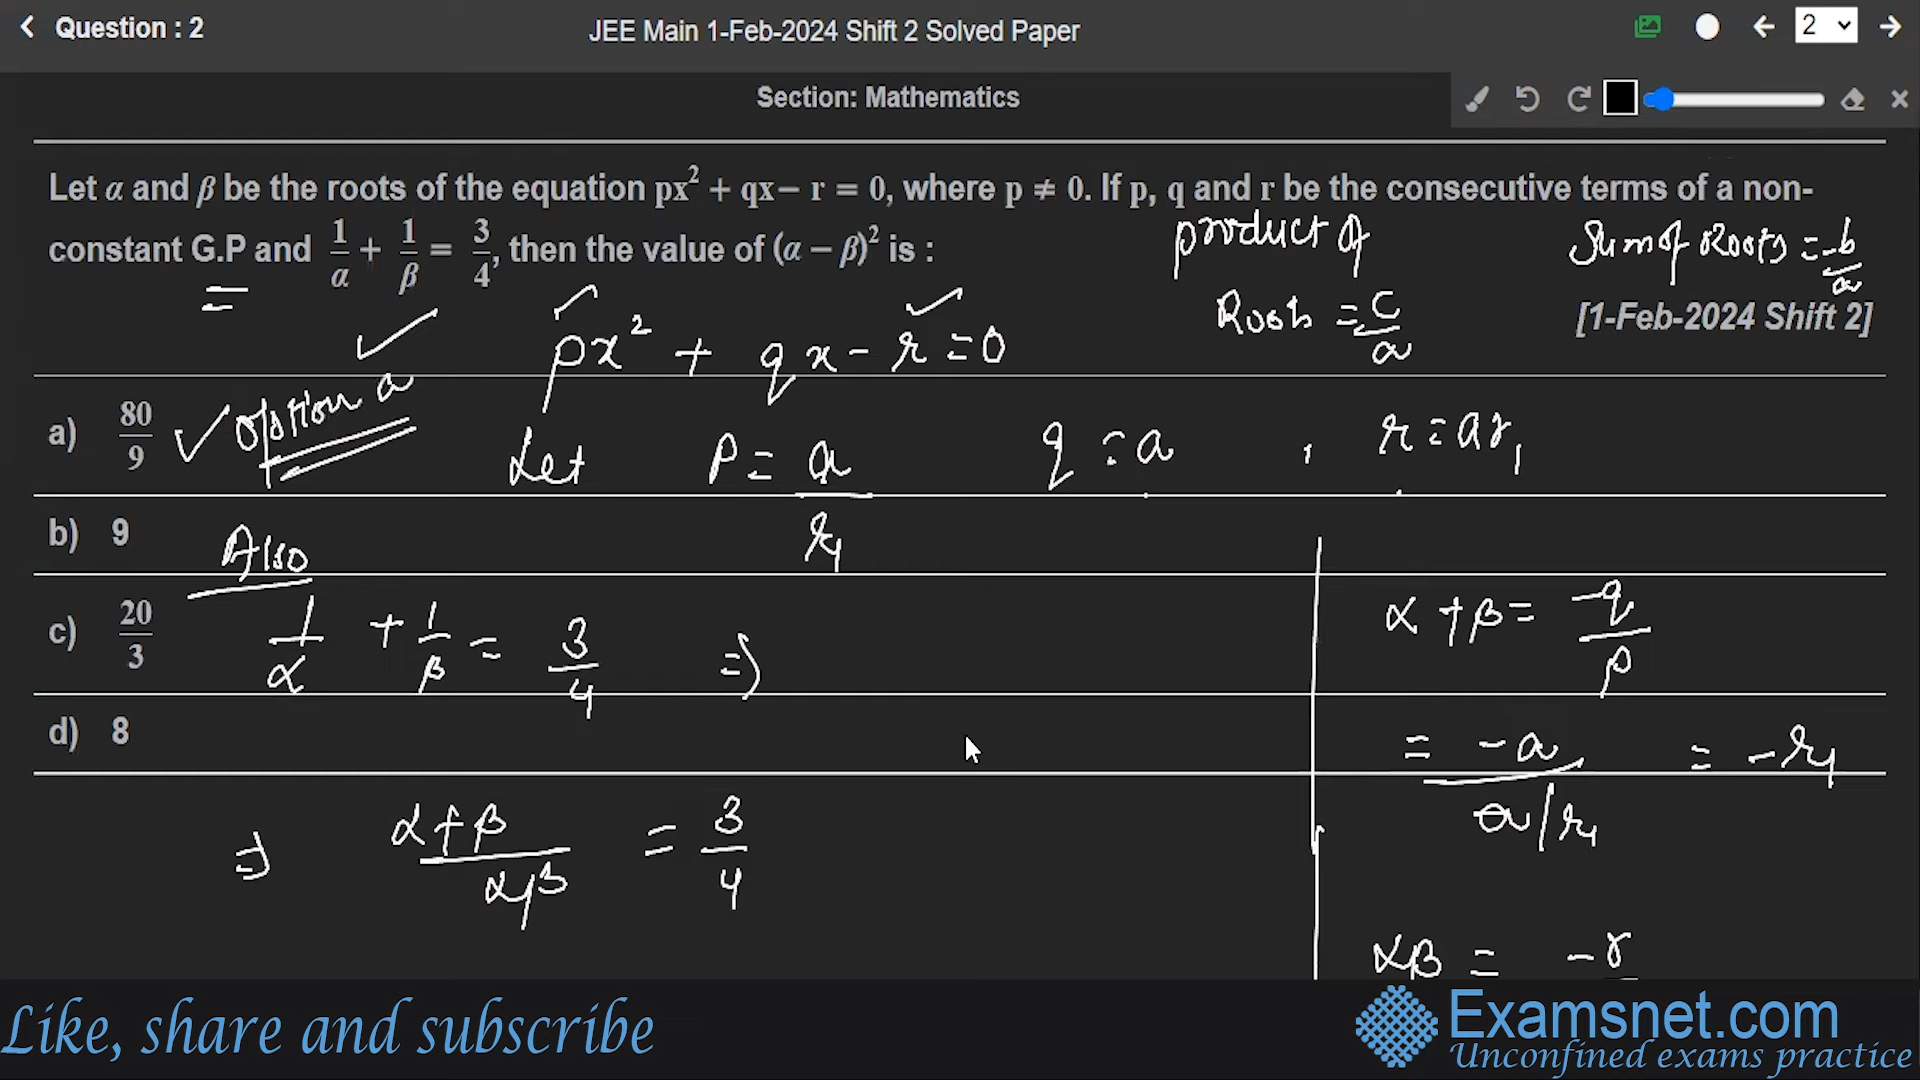 Question : 2
JEE Main 1-Feb-2024 Shift 2 Solved Paper
2
Section: Mathematics
Let α and β be the roots of the equation px² + qx − r = 0, where p ≠ 0. If p, q and r be the consecutive terms of a non-
constant G.P and 1/α + 1/β = 3/4, then the value of (α − β)² is :
product of
Roots = c/a
Sum of Roots = -b/a
[1-Feb-2024 Shift 2]
px² + qx - r = 0
a) 80/9
Option a
Let p = a/r₁ q = a , r = ar₁
b) 9
Also
c) 20/3
1/α + 1/β = 3/4 =>
α + β = -q/p
d) 8
= -a/(a/r₁) = -r₁
=> α+β/αβ = 3/4
αβ = -r
Like, share and subscribe
Examsnet.com
Unconfined exams practice